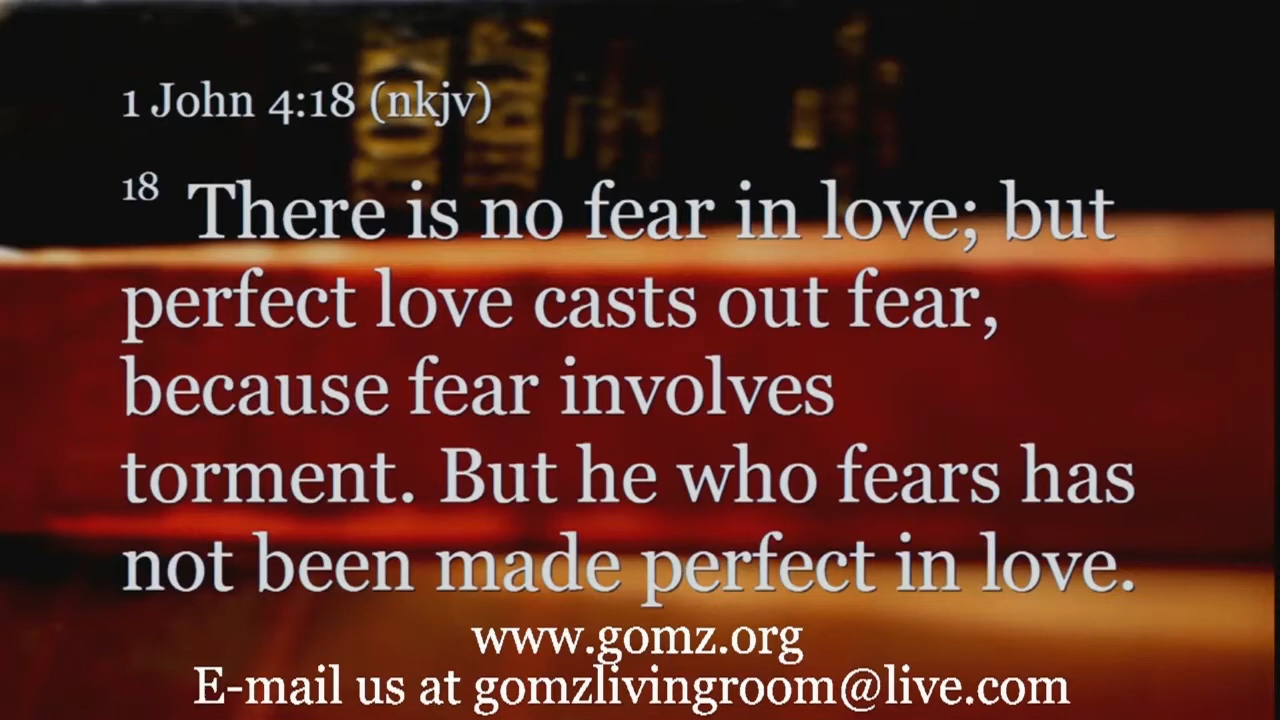 1 John 4:18 (nkjv)
18 There is no fear in love; but
perfect love casts out fear,
because fear involves
torment. But he who fears has
not been made perfect in love.
www.gomz.org
E-mail us at gomzlivingroom@live.com